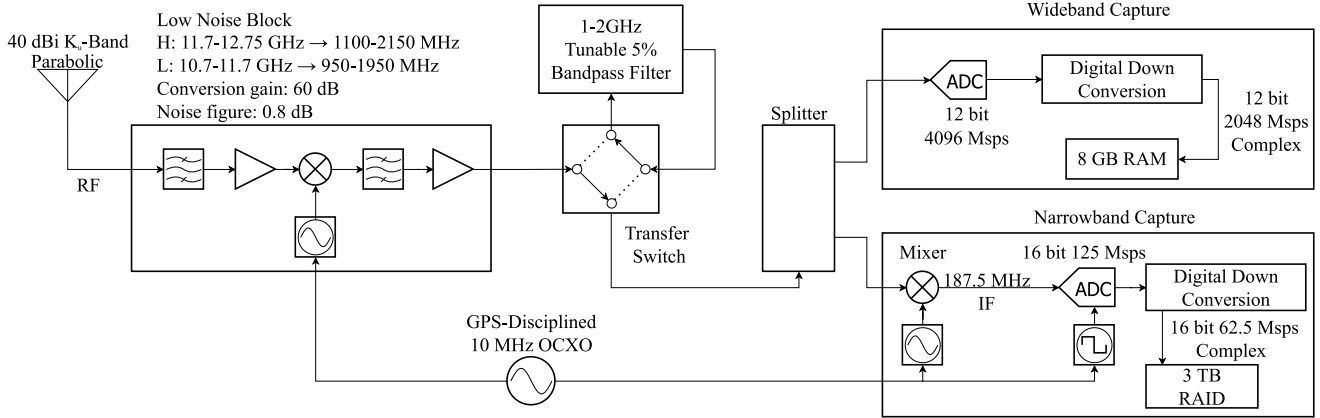 40 dBi Ku-Band
Parabolic
RF
Low Noise Block
H: 11.7-12.75 GHz → 1100-2150 MHz
L: 10.7-11.7 GHz → 950-1950 MHz
Conversion gain: 60 dB
Noise figure: 0.8 dB
1-2GHz
Tunable 5%
Bandpass Filter
Transfer
Switch
GPS-Disciplined
10 MHz OCXO
Splitter
Wideband Capture
ADC
12 bit
4096 Msps
Digital Down
Conversion
12 bit
2048 Msps
Complex
8 GB RAM
Narrowband Capture
Mixer
187.5 MHz
IF
16 bit 125 Msps
ADC
Digital Down
Conversion
16 bit 62.5 Msps
Complex
3 TB
RAID